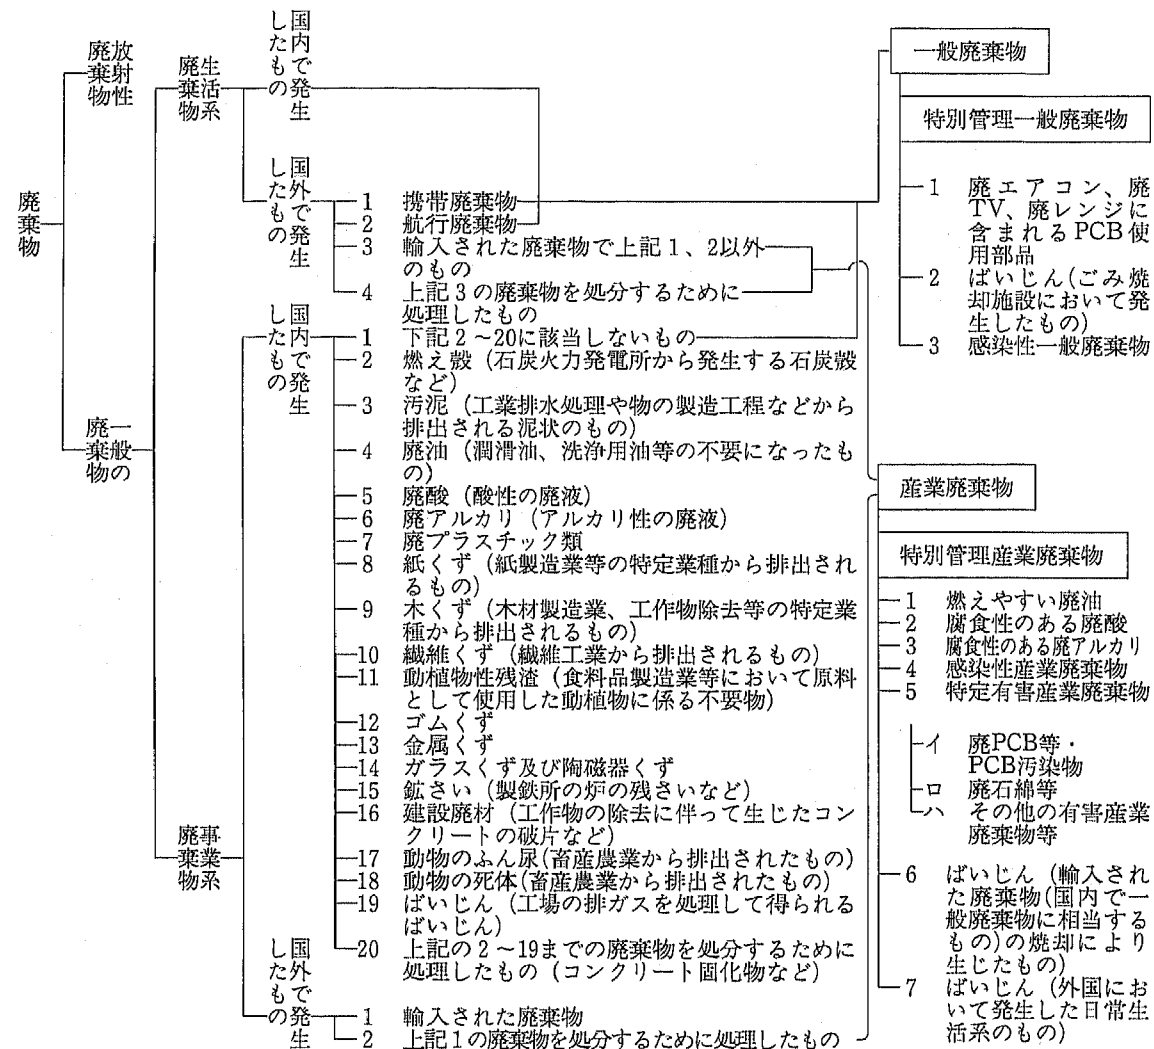 廃棄物
放射性廃棄物
一般の廃棄物
生活系廃棄物
国内で発生したもの
国外で発生したもの
1 携帯廃棄物
2 航行廃棄物
3 輸入された廃棄物で上記1、2以外
のもの
4 上記3の廃棄物を処分するために
処理したもの
事業系廃棄物
国内で発生したもの
1 下記2～20に該当しないもの
2 燃え殻（石炭火力発電所から発生する石炭殻
など）
3 汚泥（工業排水処理や物の製造工程などから
排出される泥状のもの）
4 廃油（潤滑油、洗浄用油等の不要になったも
の）
5 廃酸（酸性の廃液）
6 廃アルカリ（アルカリ性の廃液）
7 廃プラスチック類
8 紙くず（紙製造業等の特定業種から排出され
るもの）
9 木くず（木材製造業、工作物除去等の特定業
種から排出されるもの）
10 繊維くず（繊維工業から排出されるもの）
11 動植物性残渣（食料品製造業等において原料
として使用した動植物に係る不要物）
12 ゴムくず
13 金属くず
14 ガラスくず及び陶磁器くず
15 鉱さい（製鉄所の炉の残さいなど）
16 建設廃材（工作物の除去に伴って生じたコン
クリートの破片など）
17 動物のふん尿（畜産農業から排出されたもの）
18 動物の死体（畜産農業から排出されたもの）
19 ばいじん（工場の排ガスを処理して得られる
ばいじん）
20 上記の2～19までの廃棄物を処分するために
処理したもの（コンクリート固化物など）
国外での発生したもの
1 輸入された廃棄物
2 上記1の廃棄物を処分するために処理したもの
一般廃棄物
特別管理一般廃棄物
1 廃エアコン、廃
TV、廃レンジに
含まれるPCB使
用部品
2 ばいじん（ごみ焼
却施設において発
生したもの）
3 感染性一般廃棄物
産業廃棄物
特別管理産業廃棄物
1 燃えやすい廃油
2 腐食性のある廃酸
3 腐食性のある廃アルカリ
4 感染性産業廃棄物
5 特定有害産業廃棄物
イ 廃PCB等・
PCB汚染物
ロ 廃石綿等
ハ その他の有害産業
廃棄物等
6 ばいじん（輸入され
た廃棄物（国内で一
般廃棄物に相当する
もの）の焼却により
生じたもの）
7 ばいじん（外国にお
いて発生した日常生
活系のもの）